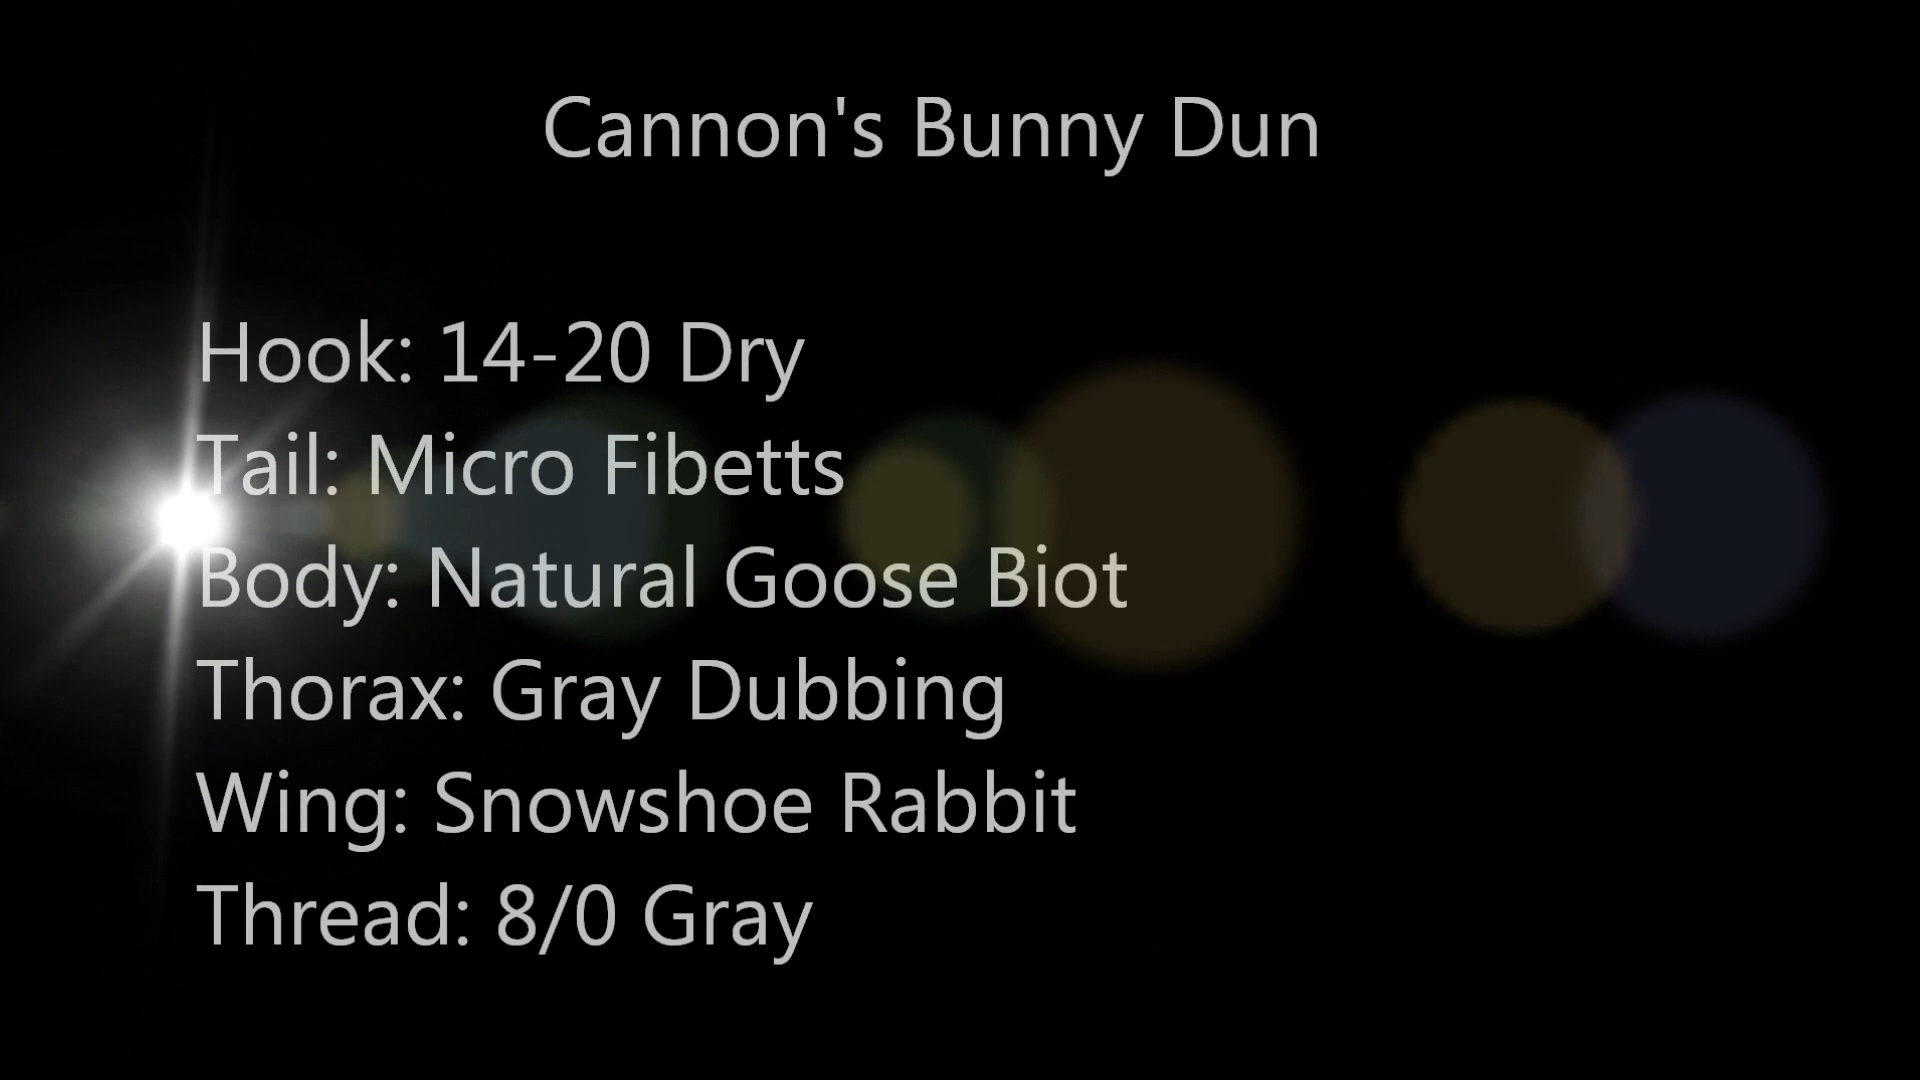 Cannon's Bunny Dun
Hook: 14-20 Dry
Tail: Micro Fibetts
Body: Natural Goose Biot
Thorax: Gray Dubbing
Wing: Snowshoe Rabbit
Thread: 8/0 Gray